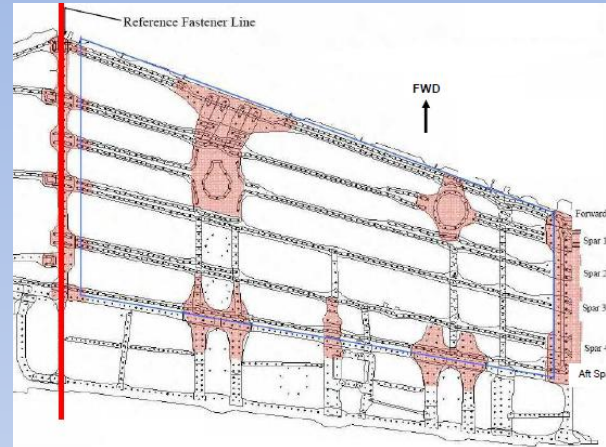 Reference Fastener Line
FWD
Forward
Spar 1
Spar 2
Spar 3
Spar 4
Aft Sp